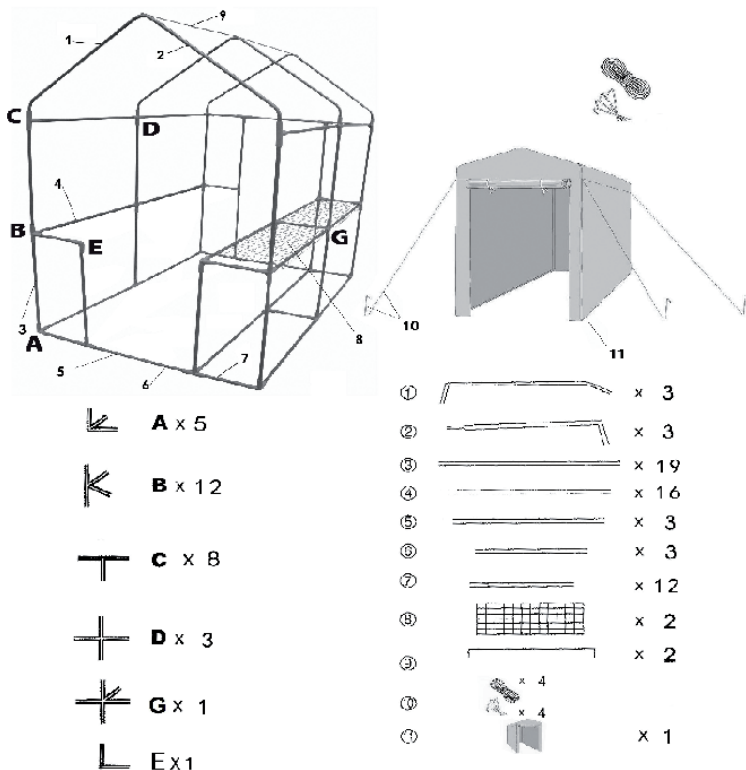 9
1
2
C
D
4
B
E
G
3
A
5
6
7
8
10
11
A x 5
B x 12
C x 8
D x 3
G x 1
E x 1
① x 3
② x 3
③ x 19
④ x 16
⑤ x 3
⑥ x 3
⑦ x 12
⑧ x 2
⑨ x 2
x 4
x 4
x 1